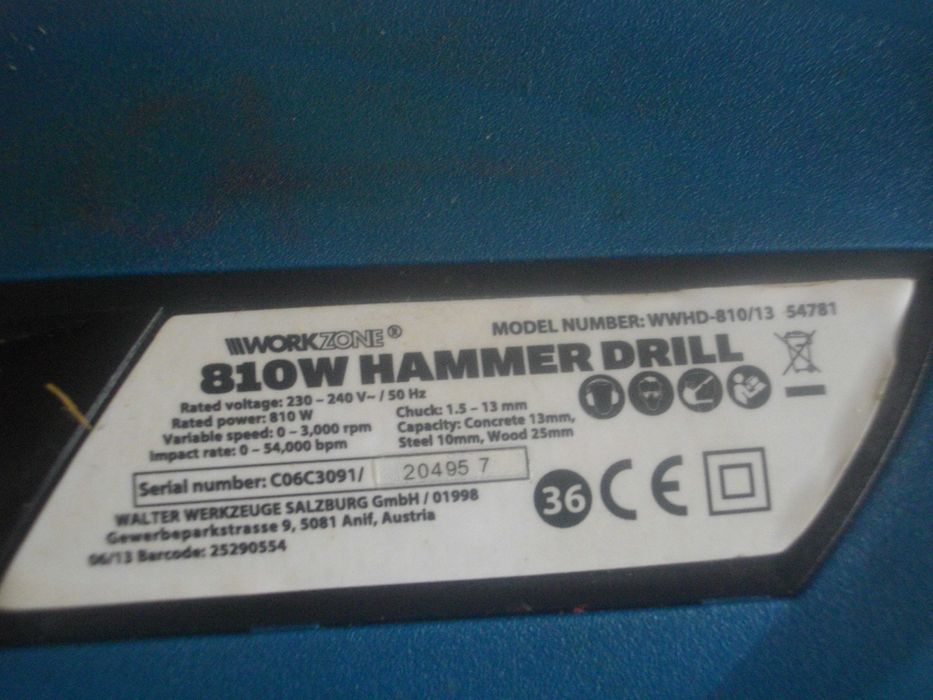 WORKZONE®
MODEL NUMBER: WWHD-810/13 54781
810W HAMMER DRILL
Rated voltage: 230 – 240 V~ / 50 Hz
Rated power: 810 W
Variable speed: 0 – 3,000 rpm
Impact rate: 0 – 54,000 bpm
Chuck: 1.5 – 13 mm
Capacity: Concrete 13mm,
Steel 10mm, Wood 25mm
Serial number: C06C3091/ 20495 7
WALTER WERKZEUGE SALZBURG GmbH / 01998
Gewerbeparkstrasse 9, 5081 Anif, Austria
06/13 Barcode: 25290554
36 CE